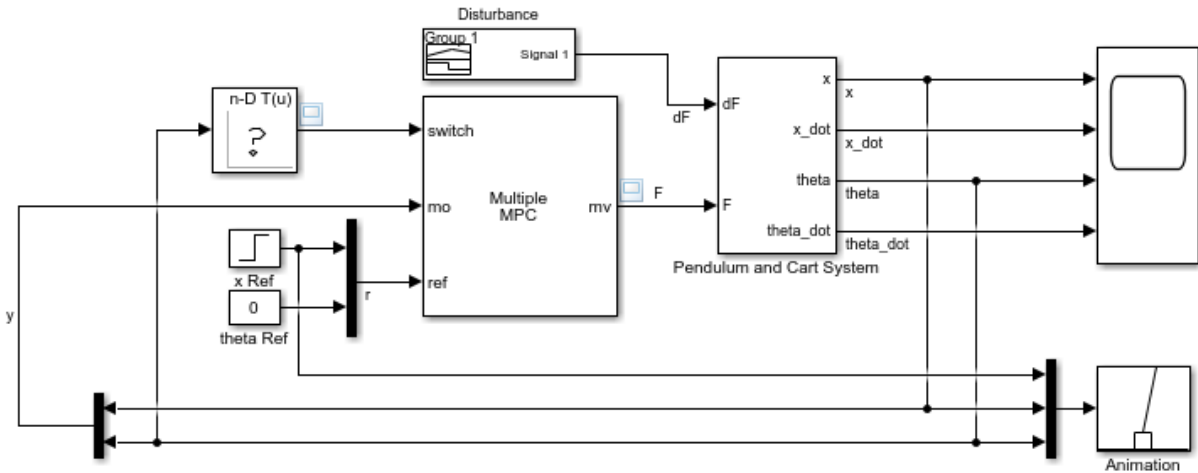 Disturbance
Group 1
Signal 1
n-D T(u)
?
switch
mo
ref
Multiple
MPC
mv
F
dF
dF
F
x
x_dot
theta
theta_dot
x
x_dot
theta
theta_dot
Pendulum and Cart System
x Ref
0
theta Ref
r
y
Animation